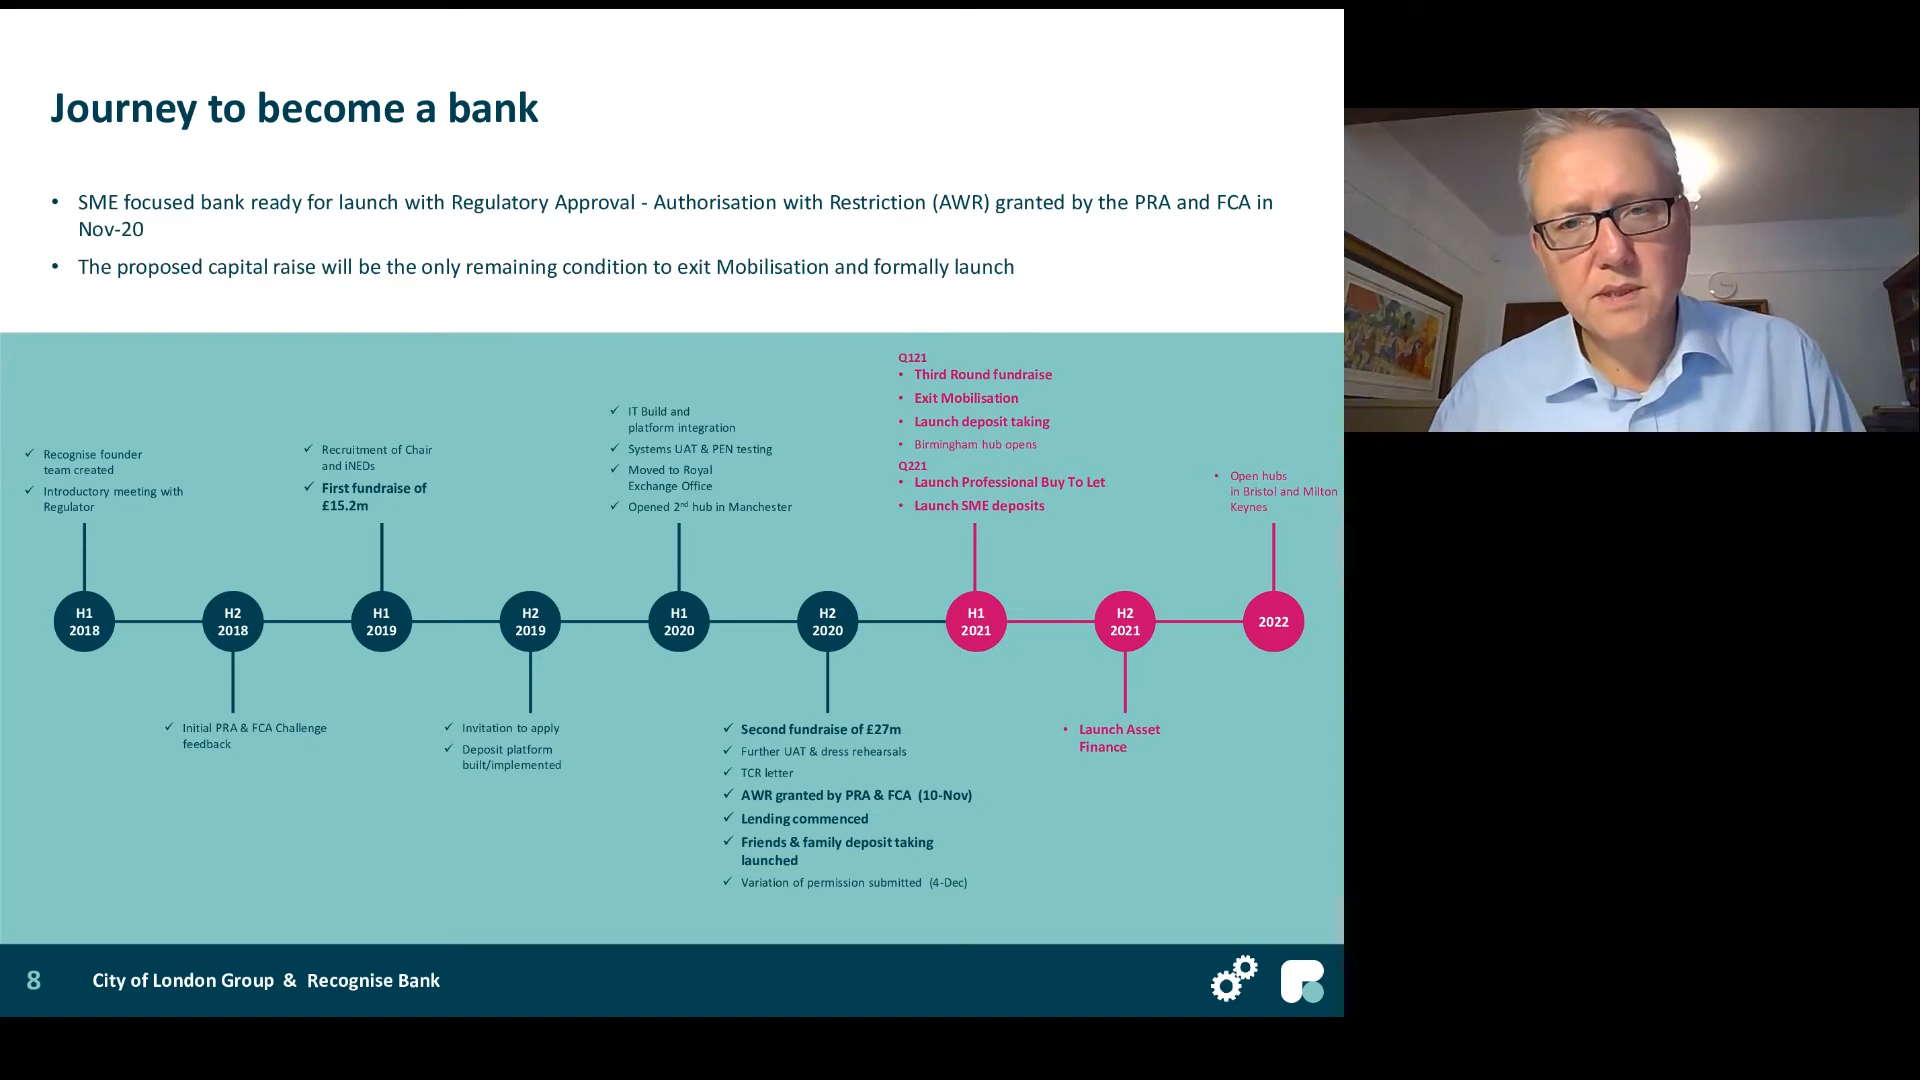 Journey to become a bank
• SME focused bank ready for launch with Regulatory Approval - Authorisation with Restriction (AWR) granted by the PRA and FCA in
Nov-20
• The proposed capital raise will be the only remaining condition to exit Mobilisation and formally launch
✓ Recognise founder
team created
✓ Introductory meeting with
Regulator
✓ Recruitment of Chair
and iNEDs
✓ First fundraise of
£15.2m
✓ IT Build and
platform integration
✓ Systems UAT & PEN testing
✓ Moved to Royal
Exchange Office
✓ Opened 2nd hub in Manchester
Q121
• Third Round fundraise
• Exit Mobilisation
• Launch deposit taking
• Birmingham hub opens
Q221
• Launch Professional Buy To Let
• Launch SME deposits
• Open hubs
in Bristol and Milton
Keynes
H1
2018
H2
2018
H1
2019
H2
2019
H1
2020
H2
2020
H1
2021
H2
2021
2022
✓ Initial PRA & FCA Challenge
feedback
✓ Invitation to apply
✓ Deposit platform
built/implemented
✓ Second fundraise of £27m
✓ Further UAT & dress rehearsals
✓ TCR letter
✓ AWR granted by PRA & FCA (10-Nov)
✓ Lending commenced
✓ Friends & family deposit taking
launched
✓ Variation of permission submitted (4-Dec)
• Launch Asset
Finance
8
City of London Group & Recognise Bank